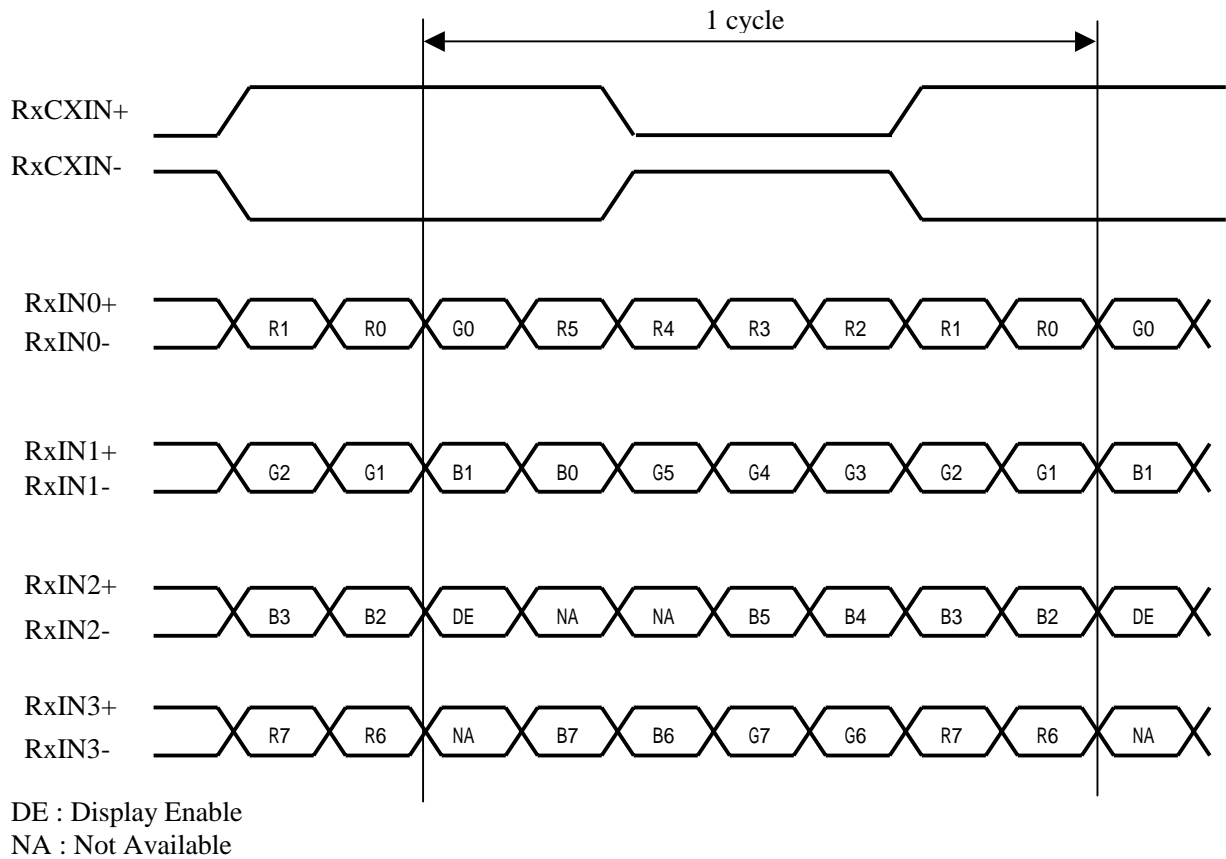 1 cycle
RxCXIN+
RxCXIN-
RxIN0+
RxIN0-
R1 R0 G0 R5 R4 R3 R2 R1 R0 G0
RxIN1+
RxIN1-
G2 G1 B1 B0 G5 G4 G3 G2 G1 B1
RxIN2+
RxIN2-
B3 B2 DE NA NA B5 B4 B3 B2 DE
RxIN3+
RxIN3-
R7 R6 NA B7 B6 G7 G6 R7 R6 NA
DE : Display Enable
NA : Not Available